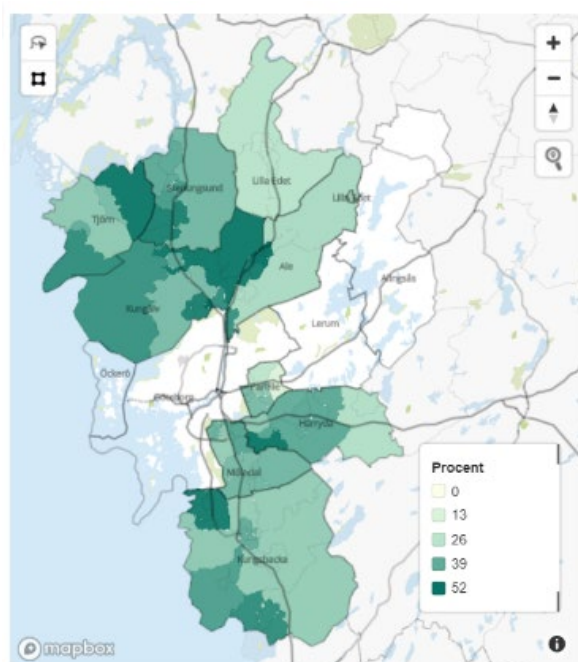 Stenungsund
Lilla Edet
Lilla Edet
Tjörn
Ale
Alingsås
Kungälv
Lerum
Öckerö
Partille
Göteborg
Härryda
Mölndal
Kungsbacka
Procent
0
13
26
39
52
mapbox